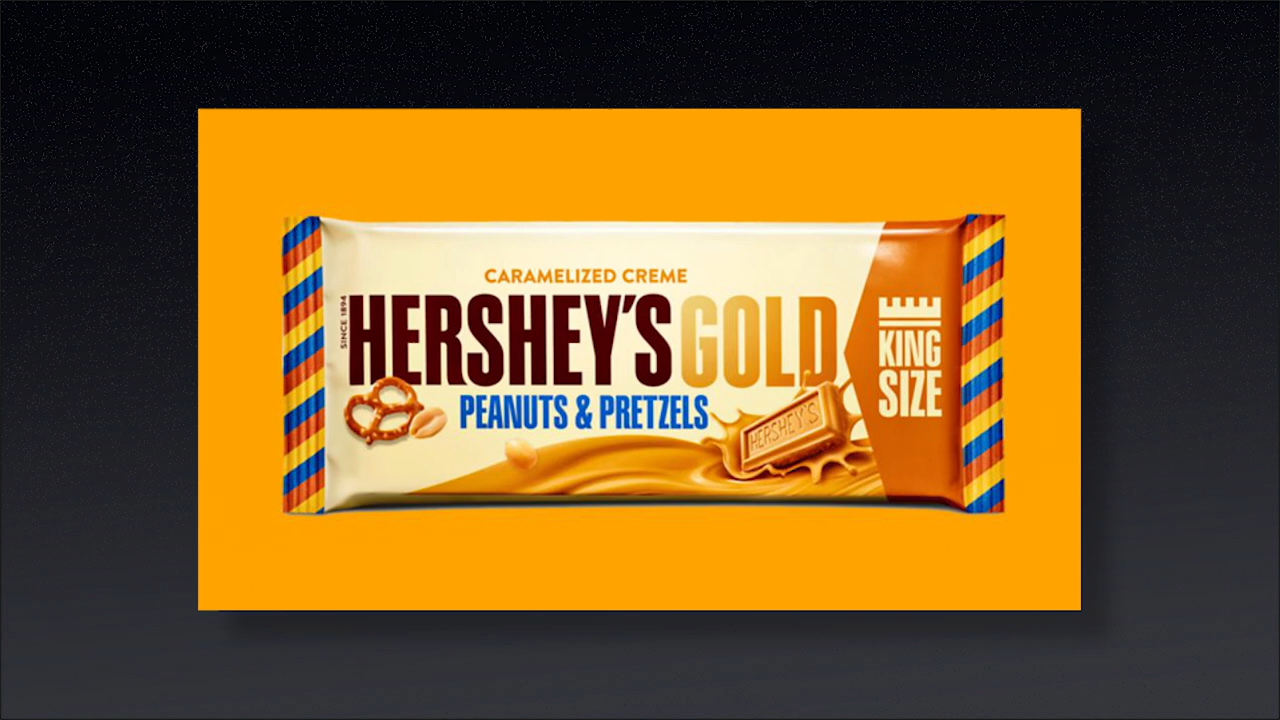 CARAMELIZED CREME
SINCE 1894
HERSHEY'S GOLD
PEANUTS & PRETZELS
HERSHEY'S
KING
SIZE